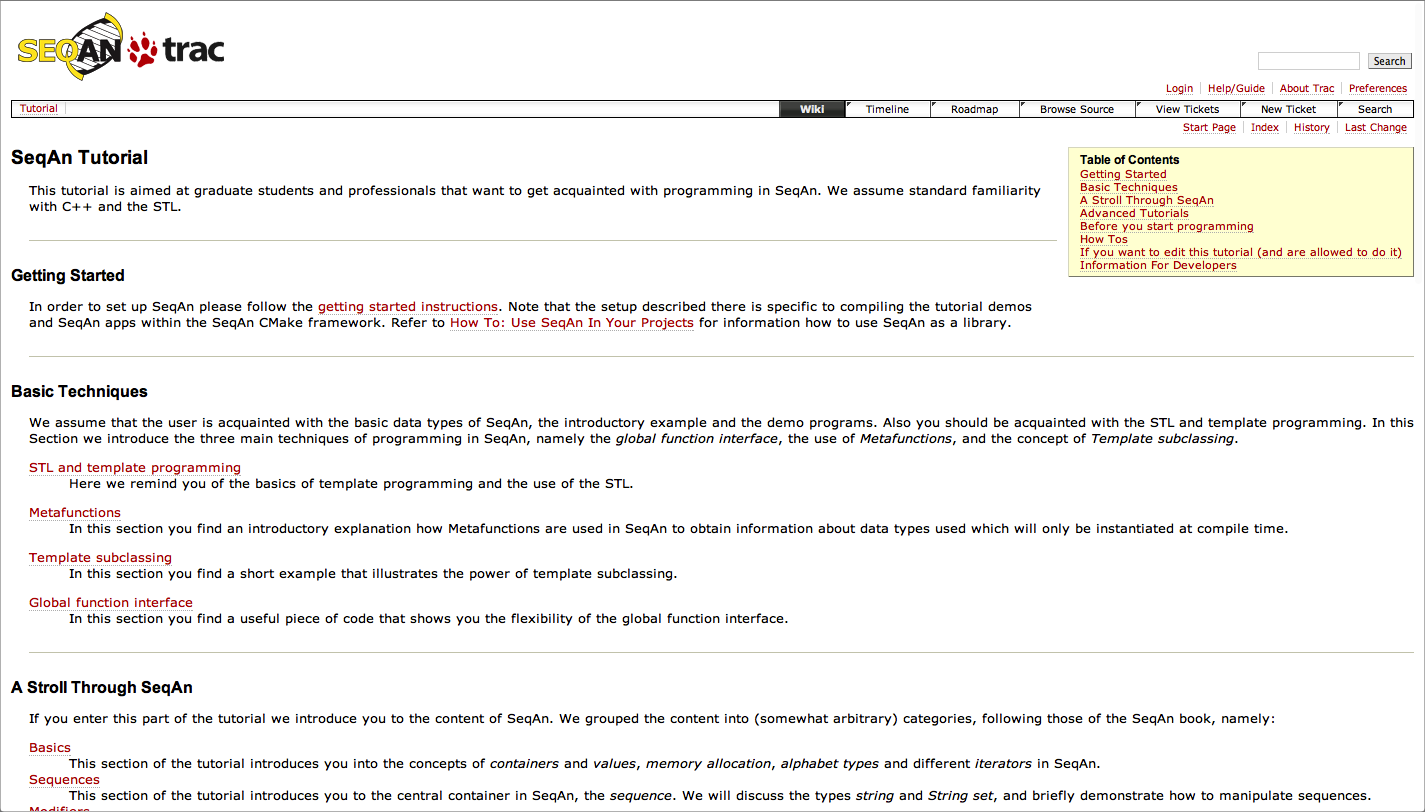 SEQAN trac
Search
Login Help/Guide About Trac Preferences
Tutorial Wiki Timeline Roadmap Browse Source View Tickets New Ticket Search
Start Page Index History Last Change
SeqAn Tutorial
This tutorial is aimed at graduate students and professionals that want to get acquainted with programming in SeqAn. We assume standard familiarity
with C++ and the STL.
Table of Contents
Getting Started
Basic Techniques
A Stroll Through SeqAn
Advanced Tutorials
Before you start programming
How Tos
If you want to edit this tutorial (and are allowed to do it)
Information For Developers
Getting Started
In order to set up SeqAn please follow the getting started instructions. Note that the setup described there is specific to compiling the tutorial demos
and SeqAn apps within the SeqAn CMake framework. Refer to How To: Use SeqAn In Your Projects for information how to use SeqAn as a library.
Basic Techniques
We assume that the user is acquainted with the basic data types of SeqAn, the introductory example and the demo programs. Also you should be acquainted with the STL and template programming. In this
Section we introduce the three main techniques of programming in SeqAn, namely the global function interface, the use of Metafunctions, and the concept of Template subclassing.
STL and template programming
Here we remind you of the basics of template programming and the use of the STL.
Metafunctions
In this section you find an introductory explanation how Metafunctions are used in SeqAn to obtain information about data types used which will only be instantiated at compile time.
Template subclassing
In this section you find a short example that illustrates the power of template subclassing.
Global function interface
In this section you find a useful piece of code that shows you the flexibility of the global function interface.
A Stroll Through SeqAn
If you enter this part of the tutorial we introduce you to the content of SeqAn. We grouped the content into (somewhat arbitrary) categories, following those of the SeqAn book, namely:
Basics
This section of the tutorial introduces you into the concepts of containers and values, memory allocation, alphabet types and different iterators in SeqAn.
Sequences
This section of the tutorial introduces you to the central container in SeqAn, the sequence. We will discuss the types string and String set, and briefly demonstrate how to manipulate sequences.
Modifiers